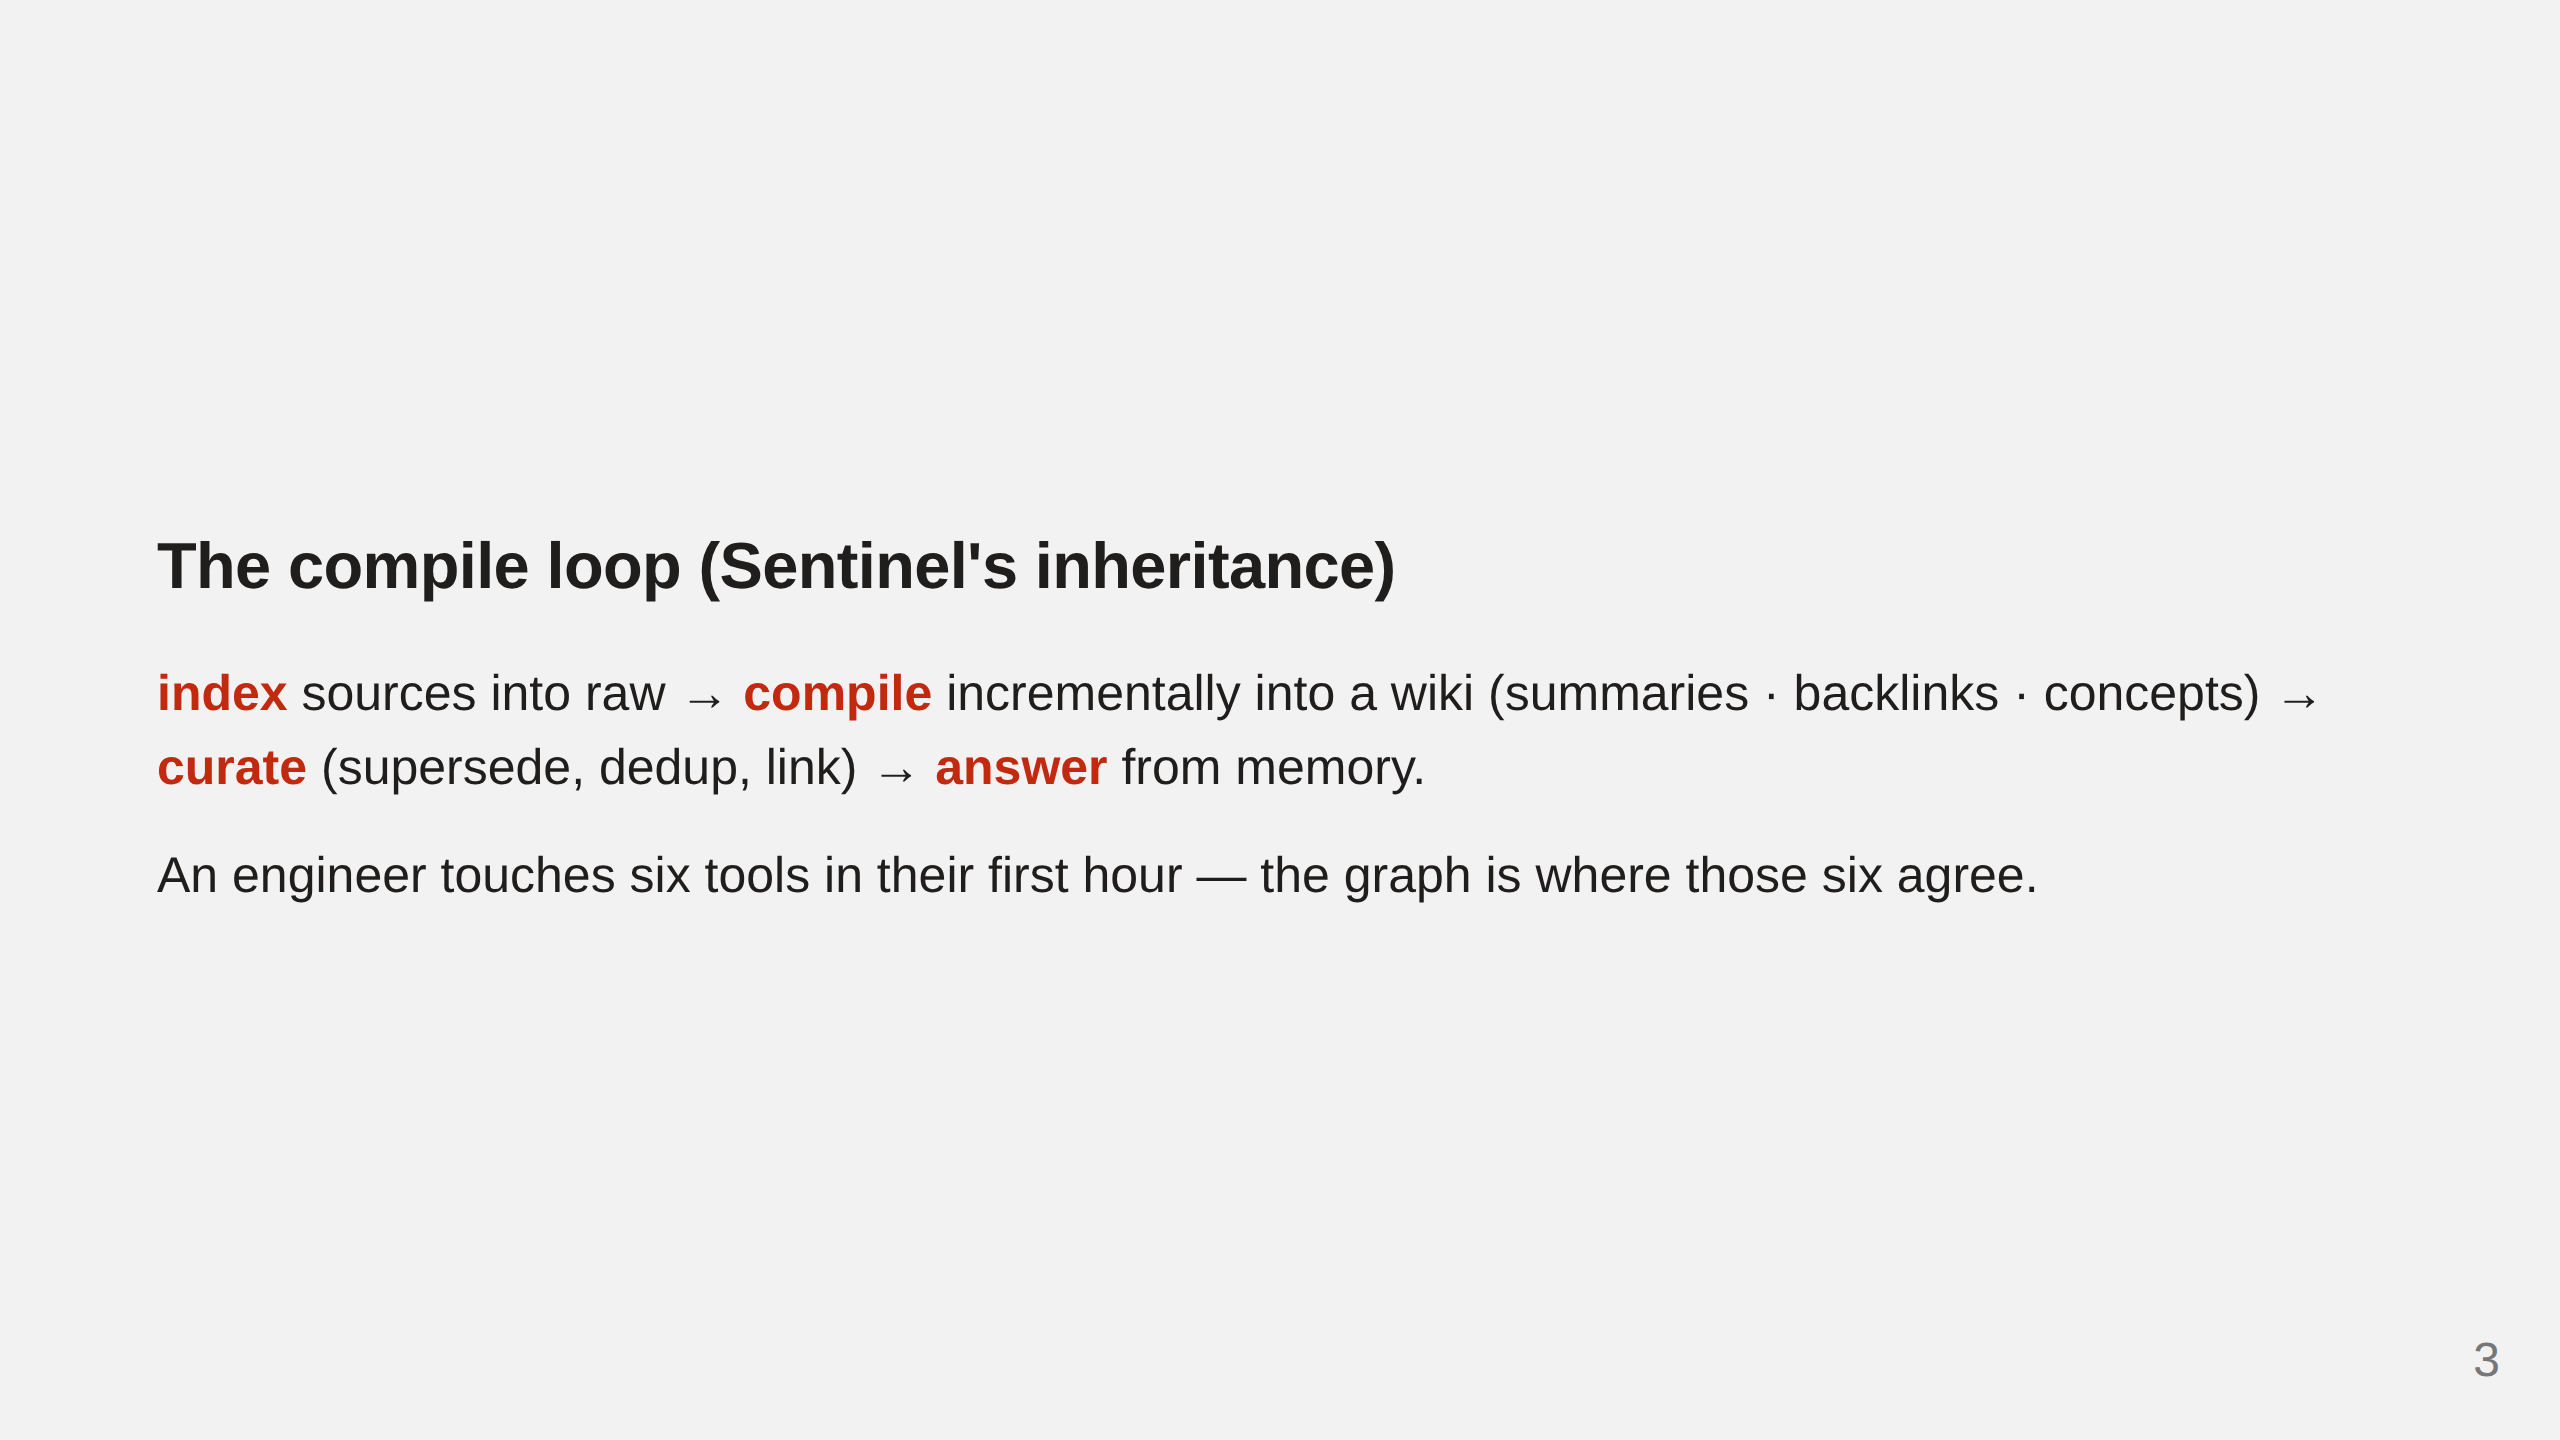 The compile loop (Sentinel's inheritance)
index sources into raw → compile incrementally into a wiki (summaries · backlinks · concepts) →
curate (supersede, dedup, link) → answer from memory.
An engineer touches six tools in their first hour — the graph is where those six agree.
3